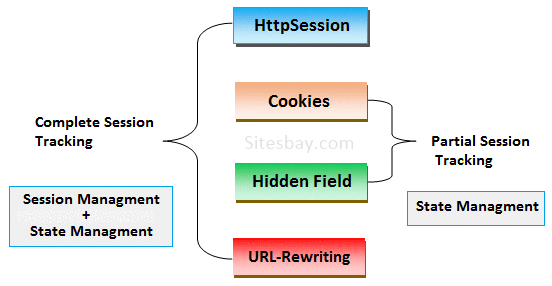 HttpSession
Complete Session
Tracking
Cookies
Sitesbay.com
Hidden Field
Partial Session
Tracking
Session Managment
+
State Managment
State Managment
URL-Rewriting